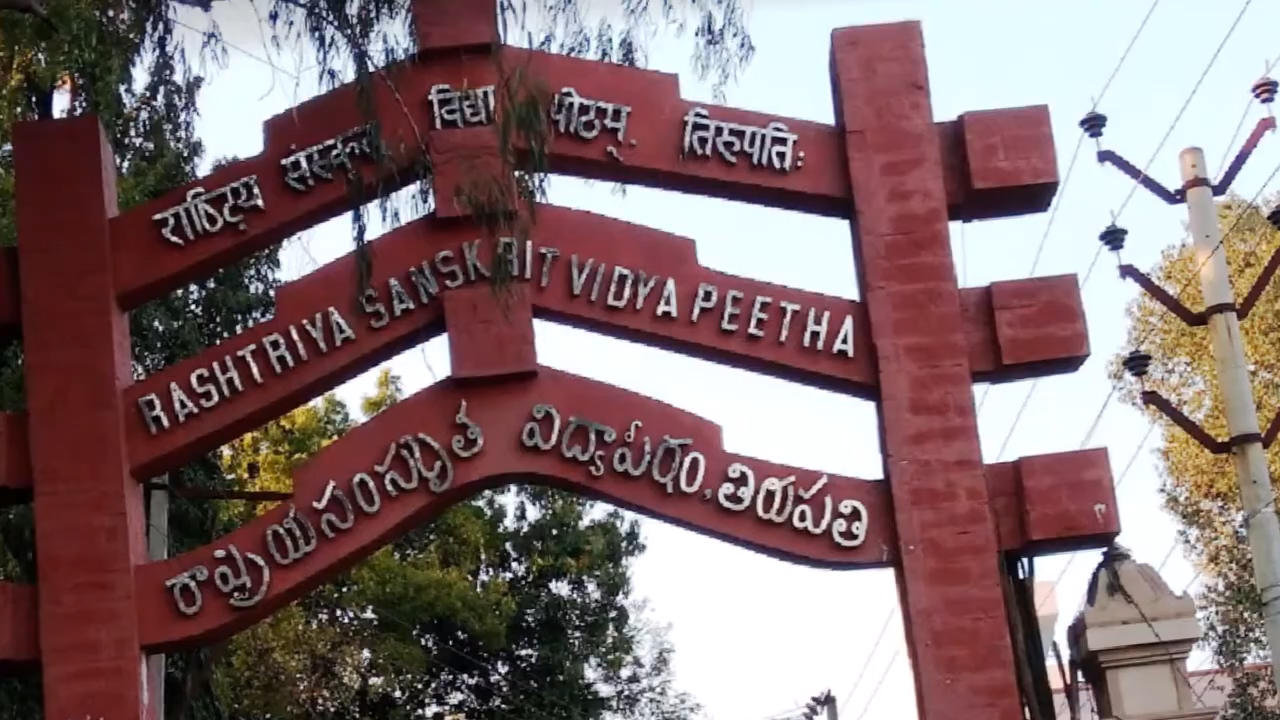 राष्ट्रिय संस्कृत विद्यापीठम् तिरुपतिः
RASHTRIYA SANSKRIT VIDYA PEETHA
రాష్ట్రీయ సంస్కృత విద్యాపీఠం, తిరుపతి